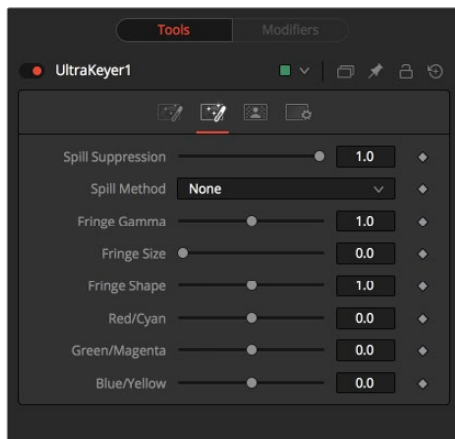 Tools Modifiers
UltraKeyer1
Spill Suppression 1.0
Spill Method None
Fringe Gamma 1.0
Fringe Size 0.0
Fringe Shape 1.0
Red/Cyan 0.0
Green/Magenta 0.0
Blue/Yellow 0.0